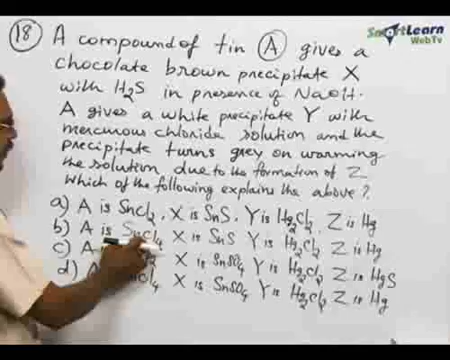 SmartLearn
WebTv
18 A compound of tin A gives a
chocolate brown precipitate X
with H₂S in presence of NaOH.
A gives a white precipitate Y with
mercurous chloride solution and the
precipitate turns grey on warming
the solution due to the formation of Z
Which of the following explains the above?
a) A is SnCl₂, X is SnS, Y is Hg₂Cl₂, Z is Hg
b) A is SnCl₄ X is SnS Y is Hg₂Cl₂ Z is Hg
c) A is X is SnSO₄ Y is Hg₂Cl₂ Z is HgS
d) X is SnSO₄ Y is Hg₂Cl₂ Z is Hg